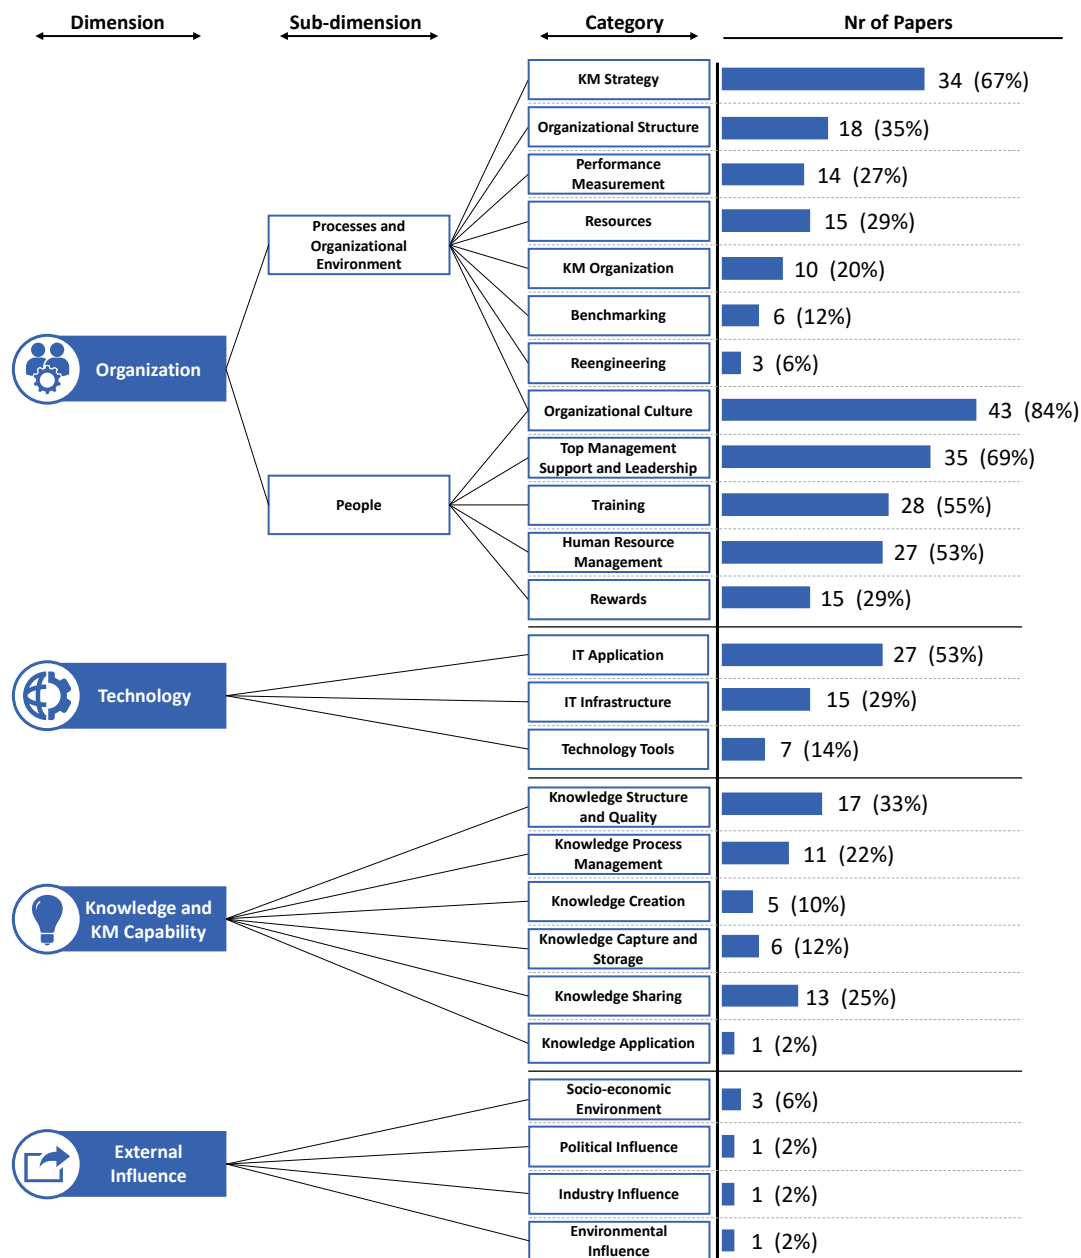 Dimension
Sub-dimension
Category
Nr of Papers
KM Strategy
34 (67%)
Organizational Structure
18 (35%)
Performance
Measurement
14 (27%)
Processes and
Organizational
Environment
Resources
15 (29%)
KM Organization
10 (20%)
Benchmarking
6 (12%)
Reengineering
3 (6%)
Organization
Organizational Culture
43 (84%)
Top Management
Support and Leadership
35 (69%)
People
Training
28 (55%)
Human Resource
Management
27 (53%)
Rewards
15 (29%)
Technology
IT Application
27 (53%)
IT Infrastructure
15 (29%)
Technology Tools
7 (14%)
Knowledge Structure
and Quality
17 (33%)
Knowledge Process
Management
11 (22%)
Knowledge and
KM Capability
Knowledge Creation
5 (10%)
Knowledge Capture and
Storage
6 (12%)
Knowledge Sharing
13 (25%)
Knowledge Application
1 (2%)
Socio-economic
Environment
3 (6%)
External
Influence
Political Influence
1 (2%)
Industry Influence
1 (2%)
Environmental
Influence
1 (2%)